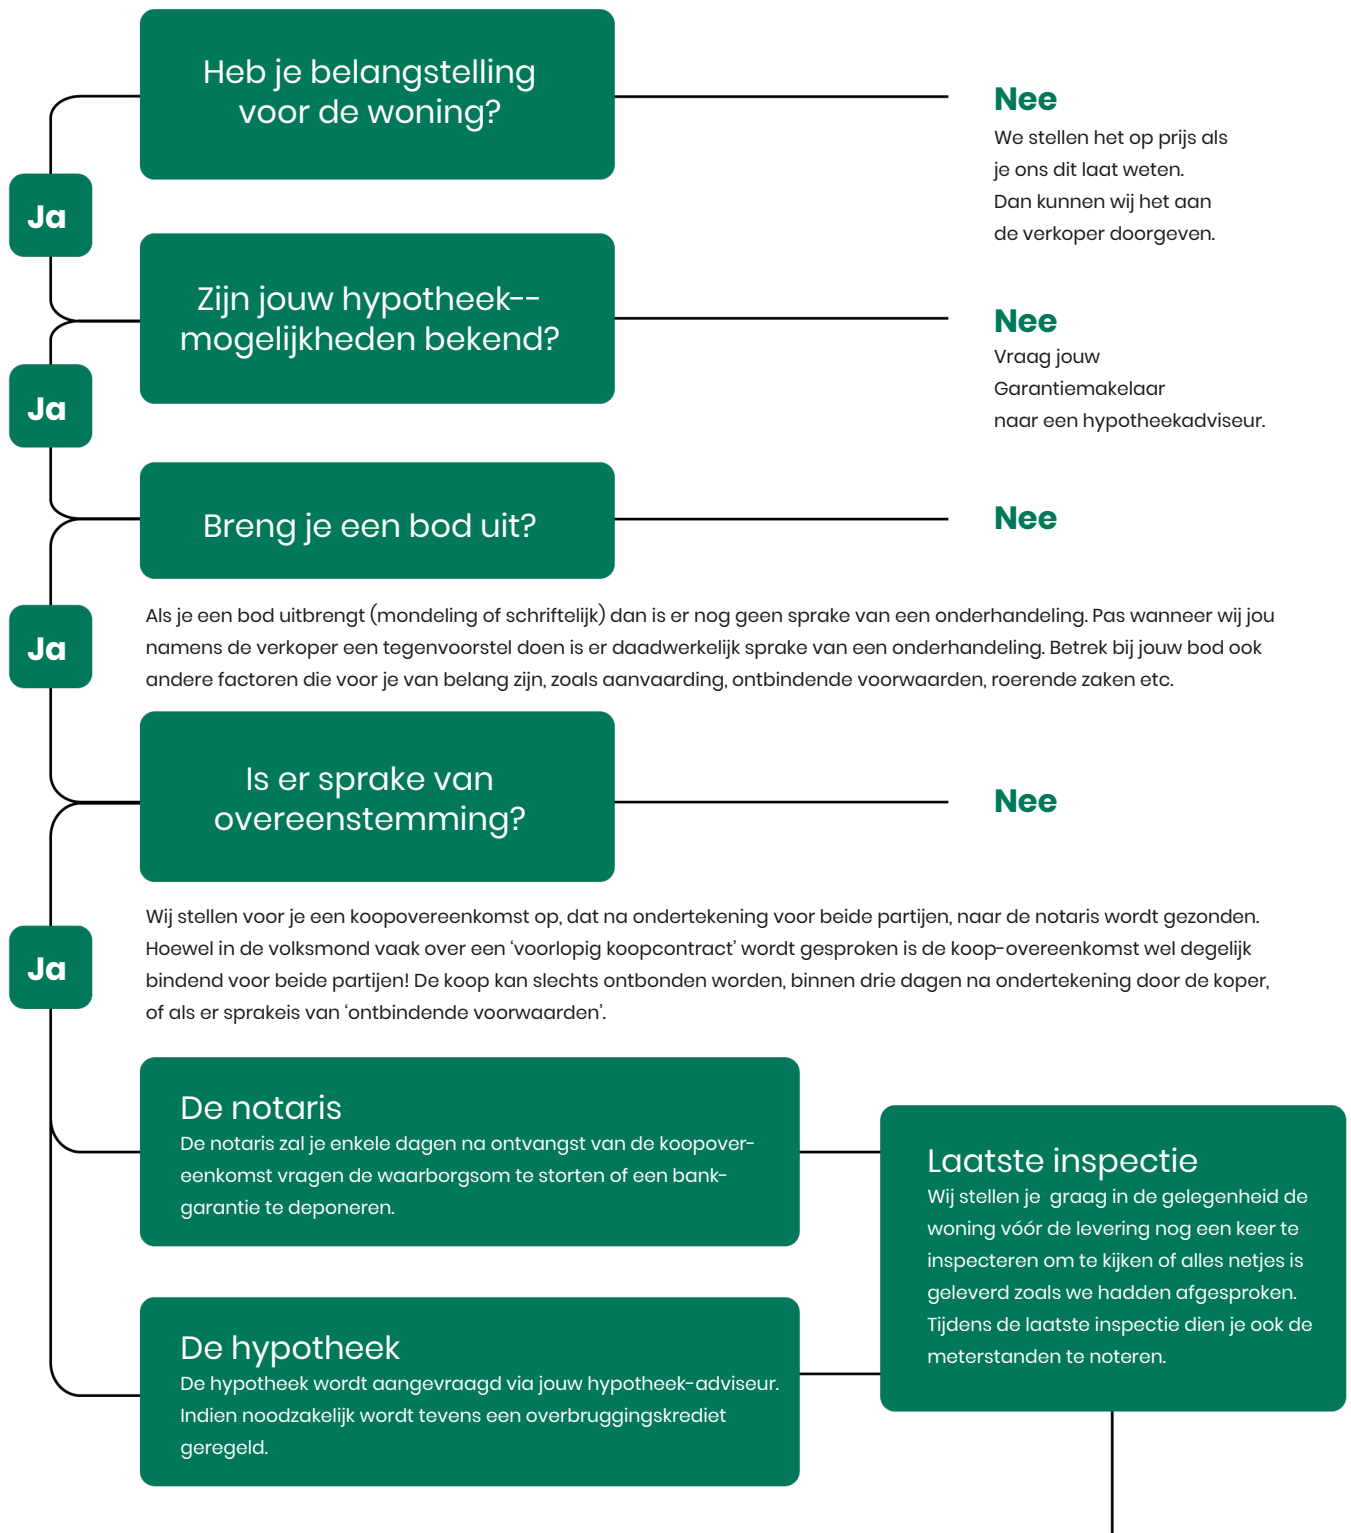 Heb je belangstelling
voor de woning?
Nee
We stellen het op prijs als
je ons dit laat weten.
Dan kunnen wij het aan
de verkoper doorgeven.
Ja
Zijn jouw hypotheek--
mogelijkheden bekend?
Nee
Vraag jouw
Garantiemakelaar
naar een hypotheekadviseur.
Ja
Breng je een bod uit?
Nee
Ja
Als je een bod uitbrengt (mondeling of schriftelijk) dan is er nog geen sprake van een onderhandeling. Pas wanneer wij jou
namens de verkoper een tegenvoorstel doen is er daadwerkelijk sprake van een onderhandeling. Betrek bij jouw bod ook
andere factoren die voor je van belang zijn, zoals aanvaarding, ontbindende voorwaarden, roerende zaken etc.
Is er sprake van
overeenstemming?
Nee
Ja
Wij stellen voor je een koopovereenkomst op, dat na ondertekening voor beide partijen, naar de notaris wordt gezonden.
Hoewel in de volksmond vaak over een ‘voorlopig koopcontract’ wordt gesproken is de koop-overeenkomst wel degelijk
bindend voor beide partijen! De koop kan slechts ontbonden worden, binnen drie dagen na ondertekening door de koper,
of als er sprakeis van ‘ontbindende voorwaarden’.
De notaris
De notaris zal je enkele dagen na ontvangst van de koopover-
eenkomst vragen de waarborgsom te storten of een bank-
garantie te deponeren.
De hypotheek
De hypotheek wordt aangevraagd via jouw hypotheek-adviseur.
Indien noodzakelijk wordt tevens een overbruggingskrediet
geregeld.
Laatste inspectie
Wij stellen je  graag in de gelegenheid de
woning vóór de levering nog een keer te
inspecteren om te kijken of alles netjes is
geleverd zoals we hadden afgesproken.
Tijdens de laatste inspectie dien je ook de
meterstanden te noteren.